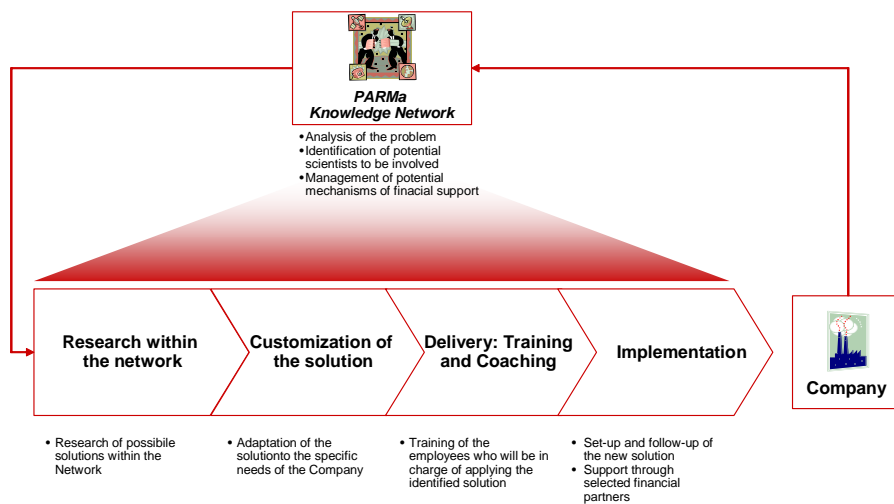 PARMa
Knowledge Network
•Analysis of the problem
•Identification of potential
scientists to be involved
•Management of potential
mechanisms of finacial support
Research within
the network
Customization of
the solution
Delivery: Training
and Coaching
Implementation
Company
• Research of possibile
solutions within the
Network
• Adaptation of the
solutionto the specific
needs of the Company
• Training of the
employees who will be in
charge of applying the
identified solution
• Set-up and follow-up of
the new solution
• Support through
selected financial
partners